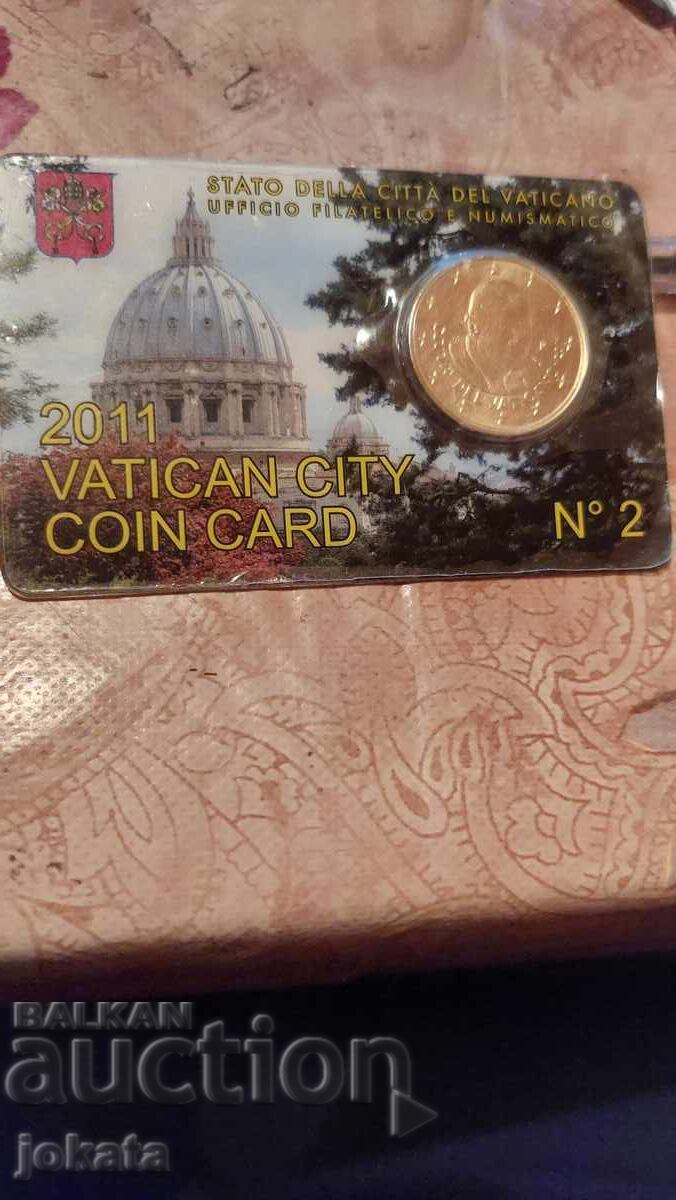 STATO DELLA CITTÀ DEL VATICANO
UFFICIO FILATELICO E NUMISMATICO
2011
VATICAN CITY
COIN CARD
N° 2
BALKAN
auction
jokata